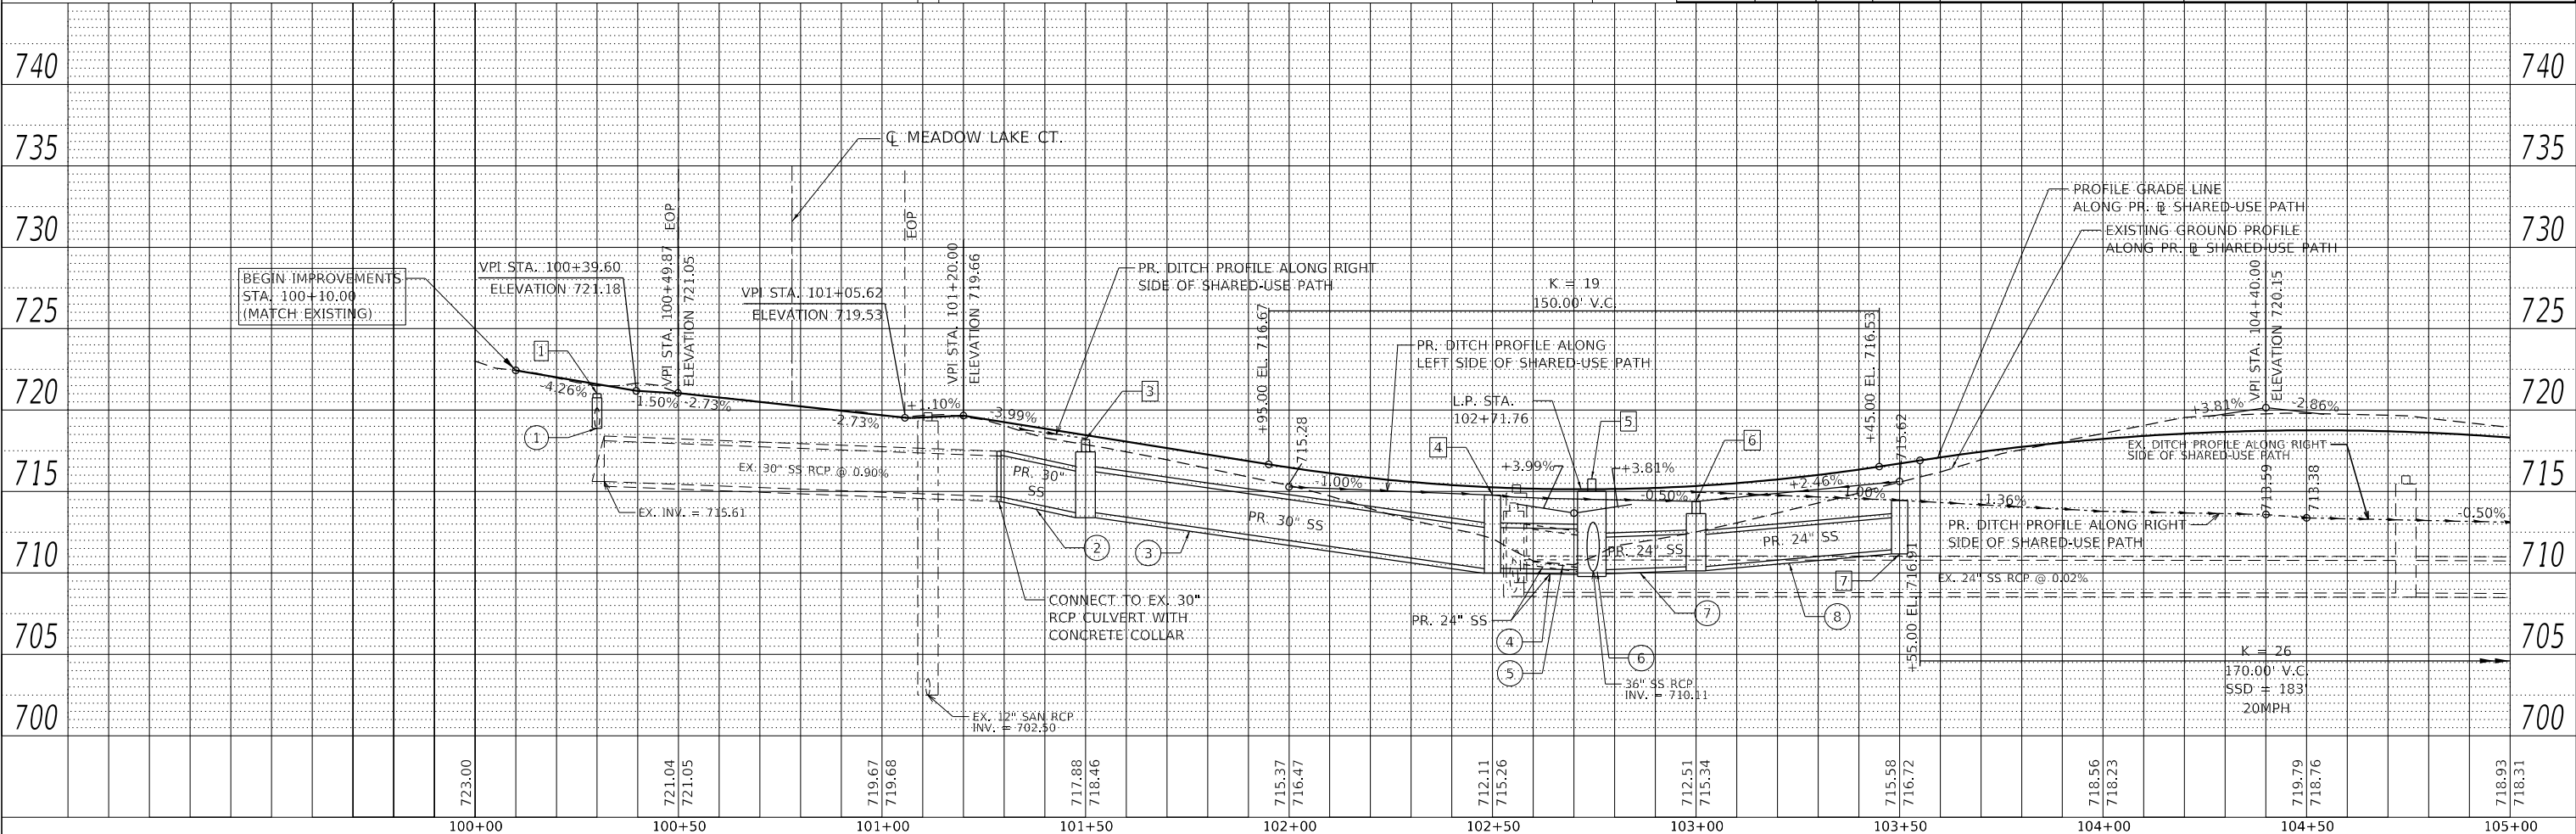 740
740
735
735
730
730
725
725
720
720
715
715
710
710
705
705
700
700
BEGIN IMPROVEMENTS
STA. 100+10.00
(MATCH EXISTING)
VPI STA. 100+39.60
ELEVATION 721.18
VPI STA. 100+49.87
EOP
ELEVATION 721.05
℄ MEADOW LAKE CT.
VPI STA. 101+05.62
ELEVATION 719.53
EOP
VPI STA. 101+20.00
ELEVATION 719.66
PR. DITCH PROFILE ALONG RIGHT
SIDE OF SHARED-USE PATH
K = 19
150.00' V.C.
+95.00 EL. 716.67
+45.00 EL. 716.53
PR. DITCH PROFILE ALONG
LEFT SIDE OF SHARED-USE PATH
L.P. STA.
102+71.76
PROFILE GRADE LINE
ALONG PR. ⅊ SHARED-USE PATH
EXISTING GROUND PROFILE
ALONG PR. ⅊ SHARED-USE PATH
VPI STA. 104+40.00
ELEVATION 720.15
1
-4.26%
-1.50%
-2.73%
-2.73%
+1.10%
-3.99%
3
1
715.28
-1.00%
4
+3.99%
5
+3.81%
-0.50%
6
+2.46%
-1.00%
715.62
+3.81%
-2.86%
EX. DITCH PROFILE ALONG RIGHT
SIDE OF SHARED-USE PATH
713.59
713.38
-1.36%
-0.50%
PR. DITCH PROFILE ALONG RIGHT
SIDE OF SHARED-USE PATH
EX. 30" SS RCP @ 0.90%
EX. INV. = 715.61
PR. 30"
SS
2
3
PR. 30" SS
PR. 24" SS
PR. 24" SS
7
EX. 24" SS RCP @ 0.02%
+55.00 EL. 716.91
CONNECT TO EX. 30"
RCP CULVERT WITH
CONCRETE COLLAR
PR. 24" SS
4
5
6
7
8
36" SS RCP
INV. = 710.11
EX. 12" SAN RCP
INV. = 702.50
K = 26
170.00' V.C.
SSD = 183'
20MPH
723.00
721.04
721.05
719.67
719.68
717.88
718.46
715.37
716.47
712.11
715.26
712.51
715.34
715.58
716.72
718.56
718.23
719.79
718.76
718.93
718.31
100+00
100+50
101+00
101+50
102+00
102+50
103+00
103+50
104+00
104+50
105+00